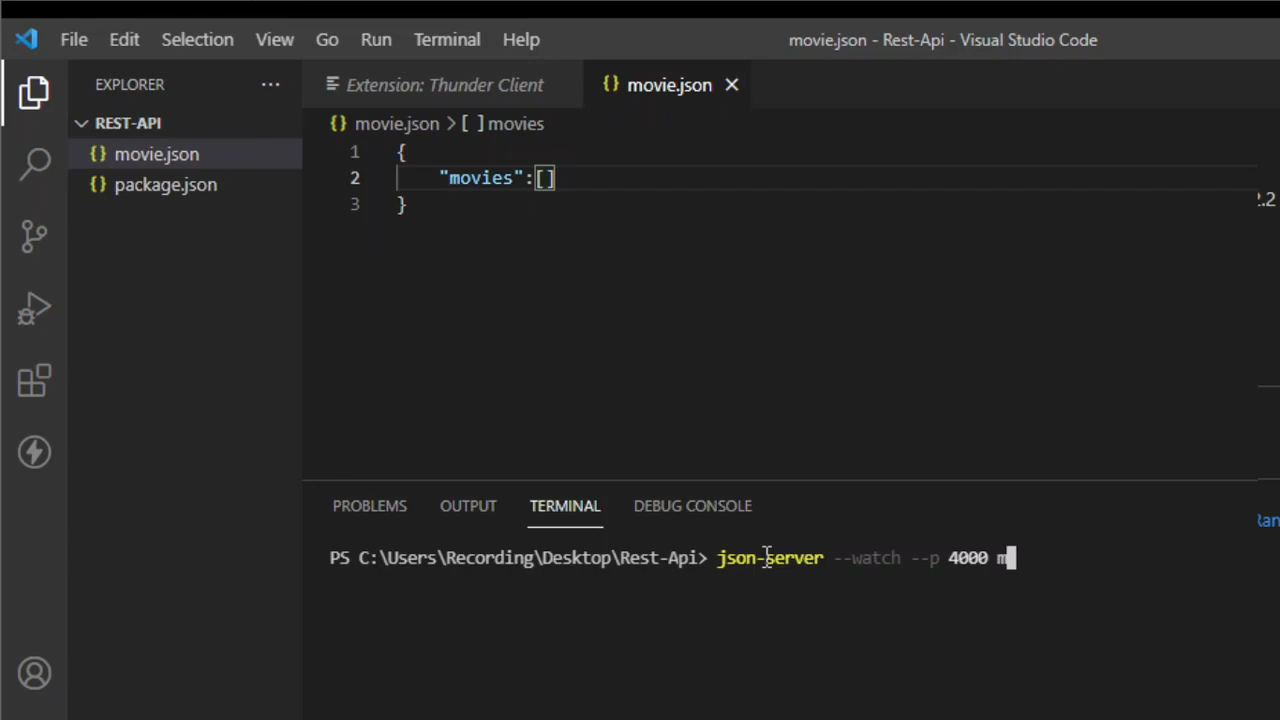 File Edit Selection View Go Run Terminal Help movie.json - Rest-Api - Visual Studio Code
EXPLORER ···
Extension: Thunder Client
movie.json
REST-API
movie.json
package.json
movie.json > [ ] movies
1 {
2 "movies":[]
3 }
PROBLEMS OUTPUT TERMINAL DEBUG CONSOLE
PS C:\Users\Recording\Desktop\Rest-Api> json-server --watch --p 4000 m